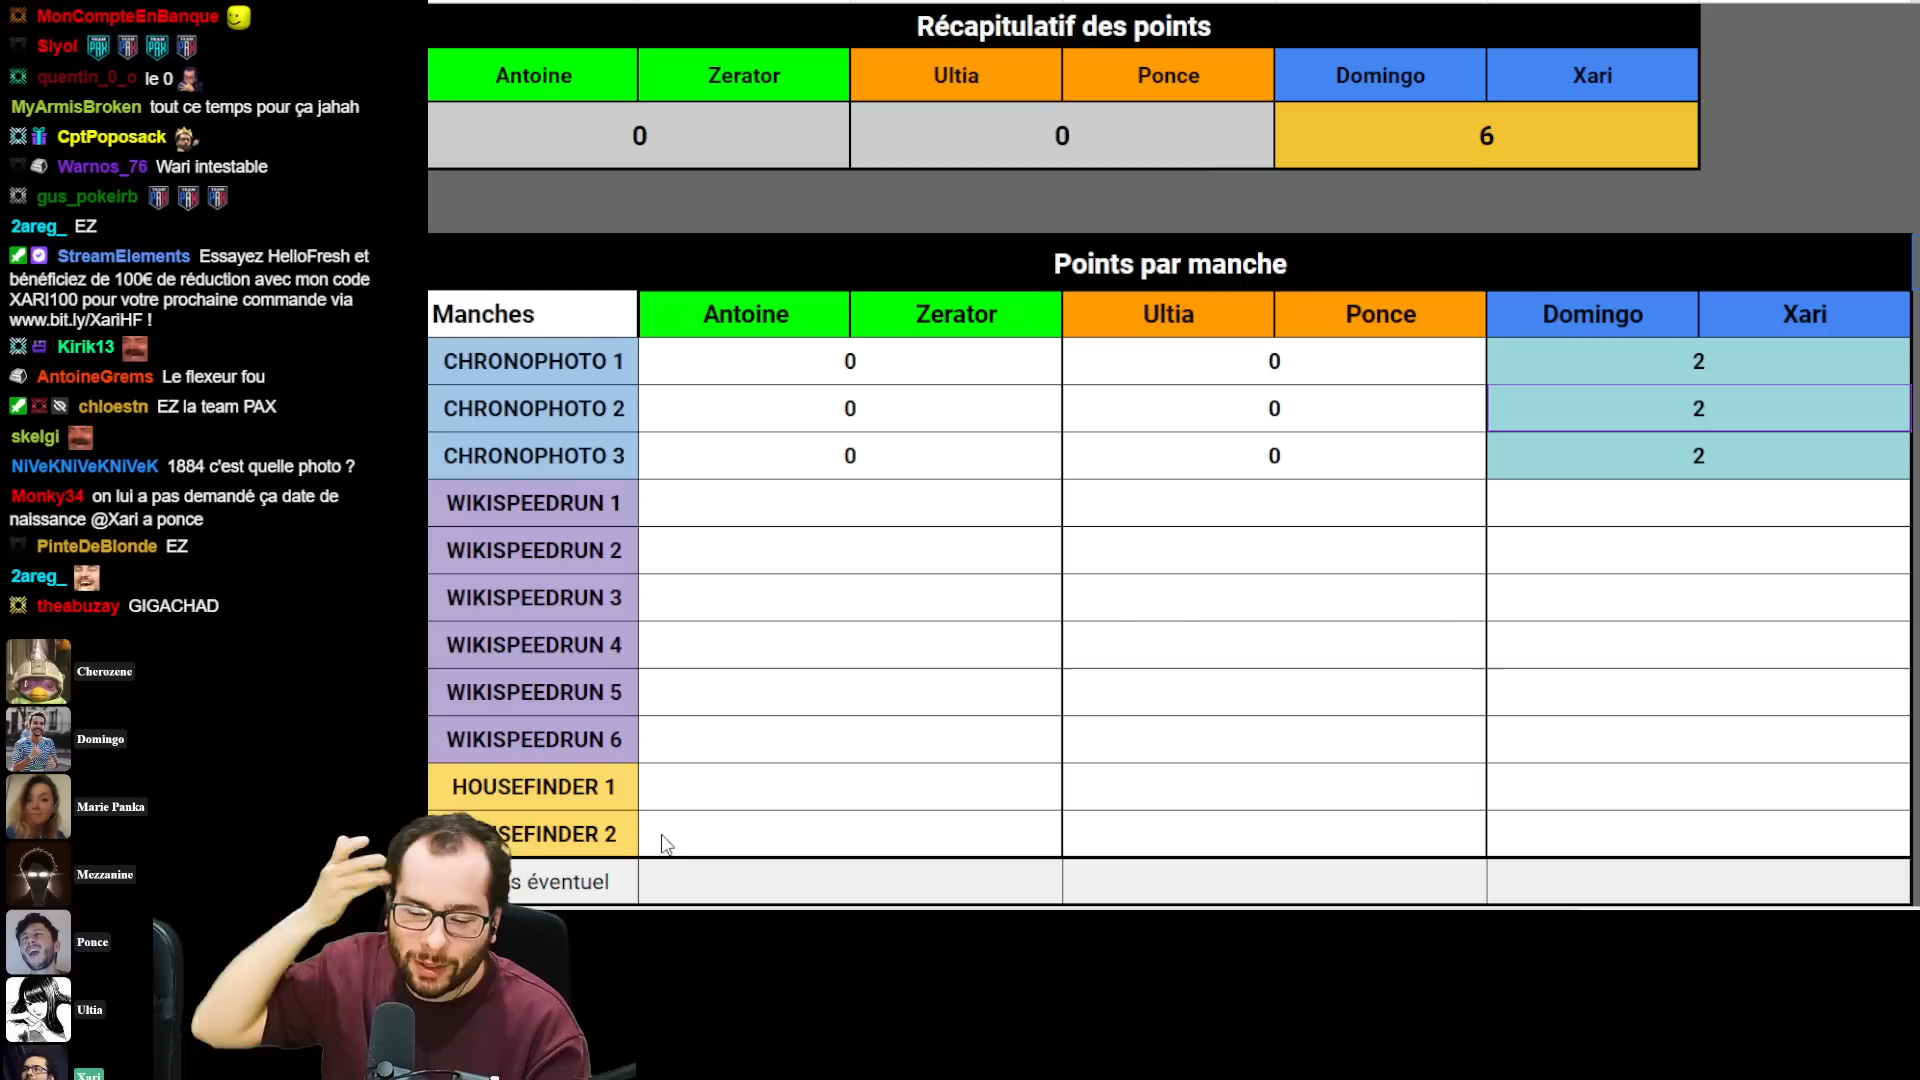 MonCompteEnBanque
Slyol
quentin_0_o le 0
MyArmisBroken tout ce temps pour ça jahah
CptPoposack
Warnos_76 Wari intestable
gus_pokeirb
2areg_ EZ
StreamElements Essayez HelloFresh et
bénéficiez de 100€ de réduction avec mon code
XARI100 pour votre prochaine commande via
www.bit.ly/XariHF !
Kirik13
AntoineGrems Le flexeur fou
chloestn EZ la team PAX
skelgi
NiVeKNiVeKNiVeK 1884 c'est quelle photo ?
Monky34 on lui a pas demandé ça date de
naissance @Xari a ponce
PinteDeBlonde EZ
2areg_
theabuzay GIGACHAD
Cherozene
Domingo
Marie Panka
Mezzanine
Ponce
Ultia
Xari
Récapitulatif des points
Antoine Zerator Ultia Ponce Domingo Xari
0 0 6
Points par manche
Manches Antoine Zerator Ultia Ponce Domingo Xari
CHRONOPHOTO 1 0 0 2
CHRONOPHOTO 2 0 0 2
CHRONOPHOTO 3 0 0 2
WIKISPEEDRUN 1
WIKISPEEDRUN 2
WIKISPEEDRUN 3
WIKISPEEDRUN 4
WIKISPEEDRUN 5
WIKISPEEDRUN 6
HOUSEFINDER 1
SEFINDER 2
s éventuel